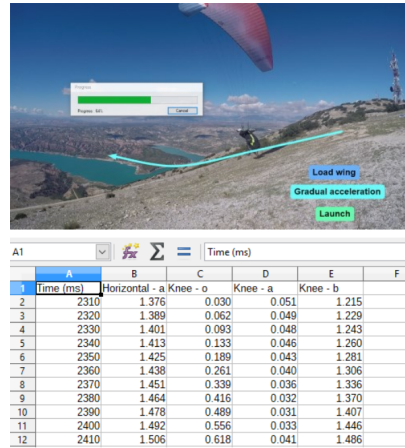 Progress
Progress 64%
Cancel
Load wing
Gradual acceleration
Launch
A1 Time (ms)
A B C D E F
1 Time (ms) Horizontal - a Knee - o Knee - a Knee - b
2 2310 1.376 0.030 0.051 1.215
3 2320 1.389 0.062 0.049 1.229
4 2330 1.401 0.093 0.048 1.243
5 2340 1.413 0.133 0.046 1.260
6 2350 1.425 0.189 0.043 1.281
7 2360 1.438 0.261 0.040 1.306
8 2370 1.451 0.339 0.036 1.336
9 2380 1.464 0.416 0.032 1.370
10 2390 1.478 0.489 0.031 1.407
11 2400 1.492 0.556 0.033 1.446
12 2410 1.506 0.618 0.041 1.486